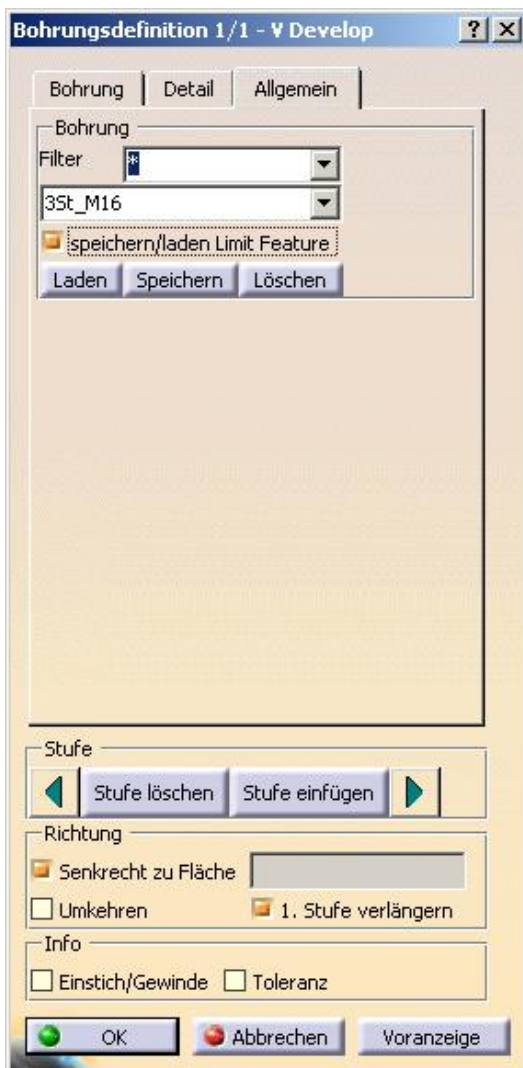 Bohrungsdefinition 1/1 - V Develop
Bohrung Detail Allgemein
Bohrung
Filter *
3St_M16
speichern/laden Limit Feature
Laden Speichern Löschen
Stufe
Stufe löschen Stufe einfügen
Richtung
Senkrecht zu Fläche
Umkehren 1. Stufe verlängern
Info
Einstich/Gewinde Toleranz
OK Abbrechen Voranzeige